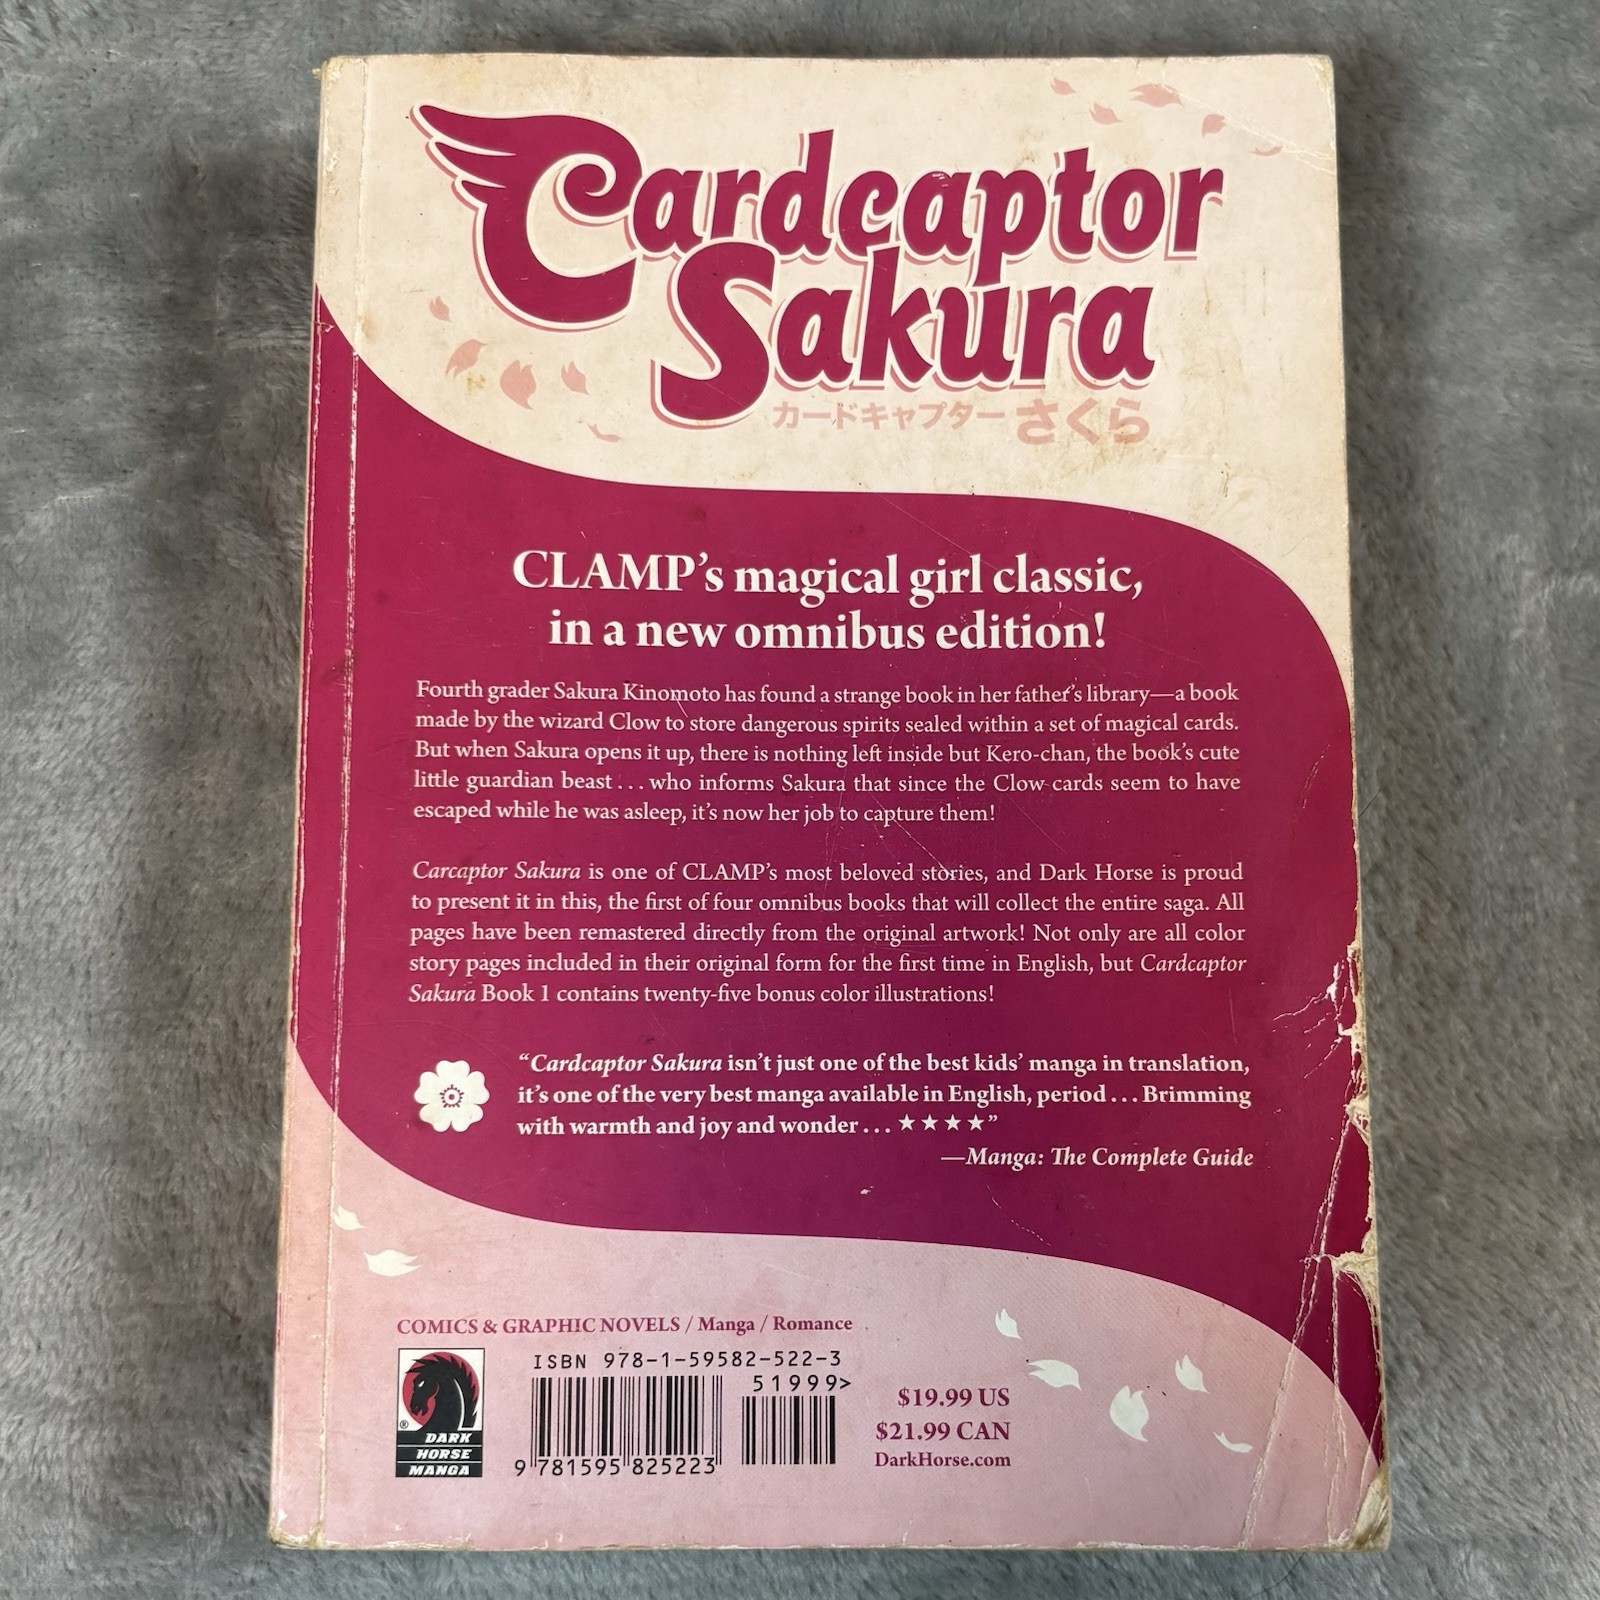 Cardcaptor
Sakura
カードキャプター さくら
CLAMP's magical girl classic,
in a new omnibus edition!
Fourth grader Sakura Kinomoto has found a strange book in her father's library—a book
made by the wizard Clow to store dangerous spirits sealed within a set of magical cards.
But when Sakura opens it up, there is nothing left inside but Kero-chan, the book's cute
little guardian beast . . . who informs Sakura that since the Clow cards seem to have
escaped while he was asleep, it's now her job to capture them!
Carcaptor Sakura is one of CLAMP's most beloved stories, and Dark Horse is proud
to present it in this, the first of four omnibus books that will collect the entire saga. All
pages have been remastered directly from the original artwork! Not only are all color
story pages included in their original form for the first time in English, but Cardcaptor
Sakura Book 1 contains twenty-five bonus color illustrations!
“Cardcaptor Sakura isn't just one of the best kids' manga in translation,
it's one of the very best manga available in English, period . . . Brimming
with warmth and joy and wonder . . . ★★★★”
—Manga: The Complete Guide
COMICS & GRAPHIC NOVELS / Manga / Romance
ISBN 978-1-59582-522-3
51999>
9 781595 825223
$19.99 US
$21.99 CAN
DarkHorse.com
®
DARK
HORSE
MANGA